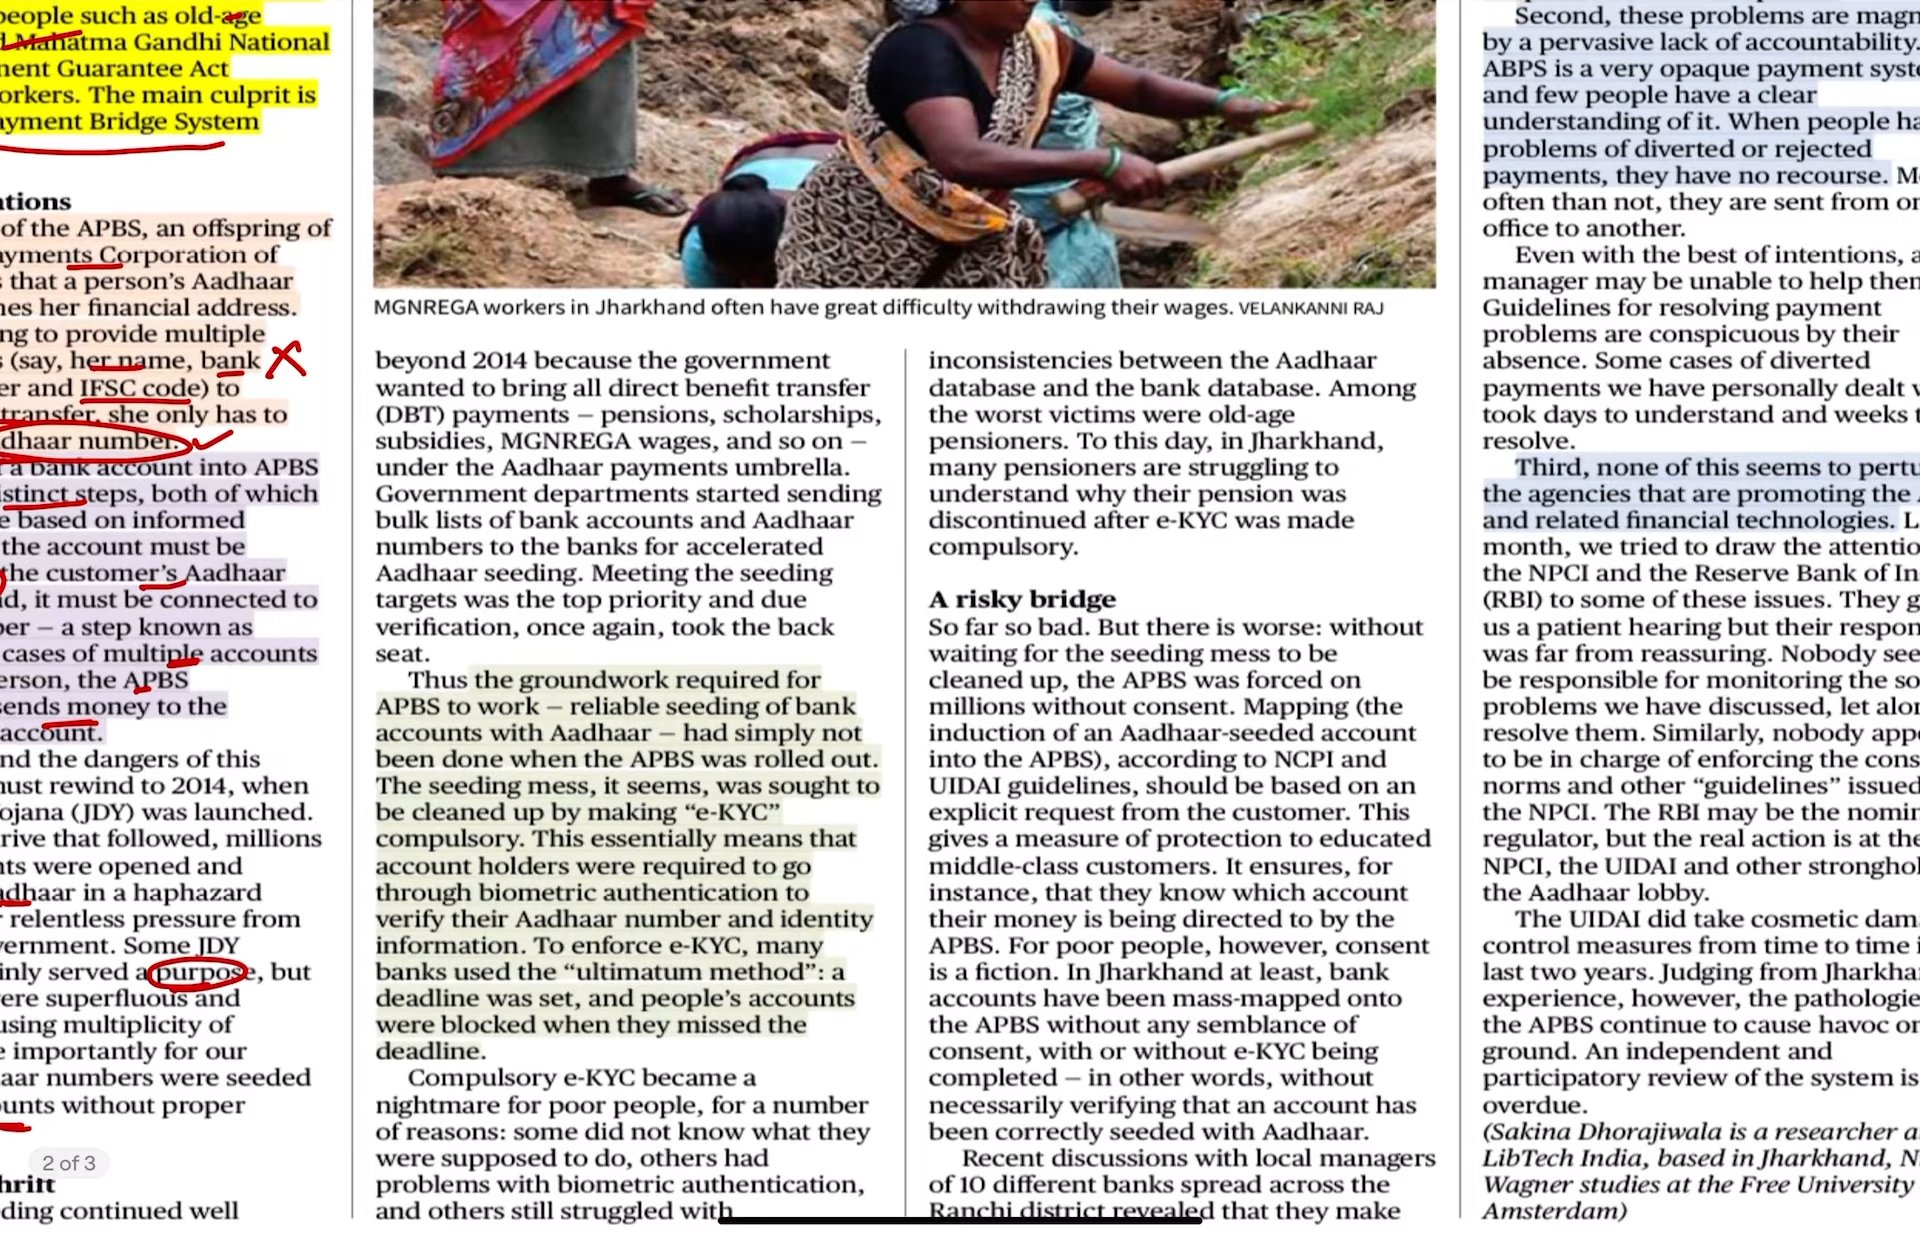 people such as old-age
Mahatma Gandhi National
nent Guarantee Act
orkers. The main culprit is
ayment Bridge System
ations
of the APBS, an offspring of
ayments Corporation of
s that a person's Aadhaar
nes her financial address.
ng to provide multiple
s (say, her name, bank
er and IFSC code) to
transfer, she only has to
dhaar number.
a bank account into APBS
istinct steps, both of which
e based on informed
the account must be
the customer's Aadhaar
d, it must be connected to
ber — a step known as
cases of multiple accounts
erson, the APBS
sends money to the
account.
nd the dangers of this
nust rewind to 2014, when
ojana (JDY) was launched.
rive that followed, millions
nts were opened and
adhaar in a haphazard
r relentless pressure from
vernment. Some JDY
inly served a purpose, but
vere superfluous and
using multiplicity of
e importantly for our
aar numbers were seeded
ounts without proper
2 of 3
hrift
ding continued well
MGNREGA workers in Jharkhand often have great difficulty withdrawing their wages. VELANKANNI RAJ
beyond 2014 because the government
wanted to bring all direct benefit transfer
(DBT) payments — pensions, scholarships,
subsidies, MGNREGA wages, and so on —
under the Aadhaar payments umbrella.
Government departments started sending
bulk lists of bank accounts and Aadhaar
numbers to the banks for accelerated
Aadhaar seeding. Meeting the seeding
targets was the top priority and due
verification, once again, took the back
seat.
Thus the groundwork required for
APBS to work — reliable seeding of bank
accounts with Aadhaar — had simply not
been done when the APBS was rolled out.
The seeding mess, it seems, was sought to
be cleaned up by making “e-KYC”
compulsory. This essentially means that
account holders were required to go
through biometric authentication to
verify their Aadhaar number and identity
information. To enforce e-KYC, many
banks used the “ultimatum method”: a
deadline was set, and people's accounts
were blocked when they missed the
deadline.
Compulsory e-KYC became a
nightmare for poor people, for a number
of reasons: some did not know what they
were supposed to do, others had
problems with biometric authentication,
and others still struggled with
inconsistencies between the Aadhaar
database and the bank database. Among
the worst victims were old-age
pensioners. To this day, in Jharkhand,
many pensioners are struggling to
understand why their pension was
discontinued after e-KYC was made
compulsory.
A risky bridge
So far so bad. But there is worse: without
waiting for the seeding mess to be
cleaned up, the APBS was forced on
millions without consent. Mapping (the
induction of an Aadhaar-seeded account
into the APBS), according to NCPI and
UIDAI guidelines, should be based on an
explicit request from the customer. This
gives a measure of protection to educated
middle-class customers. It ensures, for
instance, that they know which account
their money is being directed to by the
APBS. For poor people, however, consent
is a fiction. In Jharkhand at least, bank
accounts have been mass-mapped onto
the APBS without any semblance of
consent, with or without e-KYC being
completed — in other words, without
necessarily verifying that an account has
been correctly seeded with Aadhaar.
Recent discussions with local managers
of 10 different banks spread across the
Ranchi district revealed that they make
Second, these problems are magn
by a pervasive lack of accountability.
ABPS is a very opaque payment syste
and few people have a clear
understanding of it. When people ha
problems of diverted or rejected
payments, they have no recourse. M
often than not, they are sent from on
office to another.
Even with the best of intentions, a
manager may be unable to help then
Guidelines for resolving payment
problems are conspicuous by their
absence. Some cases of diverted
payments we have personally dealt w
took days to understand and weeks t
resolve.
Third, none of this seems to pertu
the agencies that are promoting the A
and related financial technologies. L
month, we tried to draw the attentio
the NPCI and the Reserve Bank of In
(RBI) to some of these issues. They g
us a patient hearing but their respon
was far from reassuring. Nobody see
be responsible for monitoring the so
problems we have discussed, let alon
resolve them. Similarly, nobody appe
to be in charge of enforcing the cons
norms and other “guidelines” issued
the NPCI. The RBI may be the nomin
regulator, but the real action is at the
NPCI, the UIDAI and other stronghol
the Aadhaar lobby.
The UIDAI did take cosmetic dam
control measures from time to time i
last two years. Judging from Jharkha
experience, however, the pathologie
the APBS continue to cause havoc on
ground. An independent and
participatory review of the system is
overdue.
(Sakina Dhorajiwala is a researcher a
LibTech India, based in Jharkhand, N
Wagner studies at the Free University
Amsterdam)